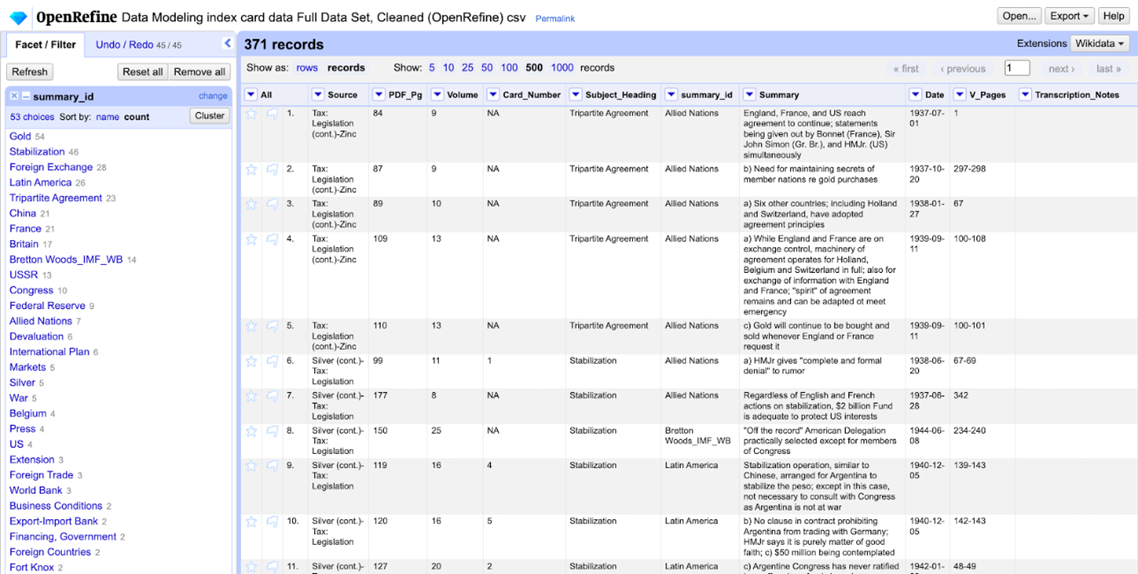 OpenRefine Data Modeling index card data Full Data Set, Cleaned (OpenRefine) csv Permalink
Open... Export Help
Facet / Filter Undo / Redo 45 / 45
Refresh Reset all Remove all
summary_id change
53 choices Sort by: name count Cluster
Gold 54
Stabilization 46
Foreign Exchange 28
Latin America 26
Tripartite Agreement 23
China 21
France 21
Britain 17
Bretton Woods_IMF_WB 14
USSR 13
Congress 10
Federal Reserve 9
Allied Nations 7
Devaluation 6
International Plan 6
Markets 5
Silver 5
War 5
Belgium 4
Press 4
US 4
Extension 3
Foreign Trade 3
World Bank 3
Business Conditions 2
Export-Import Bank 2
Financing, Government 2
Foreign Countries 2
Fort Knox 2
371 records
Extensions Wikidata
Show as: rows records Show: 5 10 25 50 100 500 1000 records
« first ‹ previous 1 next › last »
All Source PDF_Pg Volume Card_Number Subject_Heading summary_id Summary Date V_Pages Transcription_Notes
1. Tax: 84 9 NA Tripartite Agreement Allied Nations England, France, and US reach 1937-07- 1
Legislation agreement to continue; statements 01
(cont.)-Zinc being given out by Bonnet (France), Sir
John Simon (Gr. Br.), and HMJr. (US)
simultaneously
2. Tax: 87 9 NA Tripartite Agreement Allied Nations b) Need for maintaining secrets of 1937-10- 297-298
Legislation member nations re gold purchases 20
(cont.)-Zinc
3. Tax: 89 10 NA Tripartite Agreement Allied Nations a) Six other countries; including Holland 1938-01- 67
Legislation and Switzerland, have adopted 27
(cont.)-Zinc agreement principles
4. Tax: 109 13 NA Tripartite Agreement Allied Nations a) While England and France are on 1939-09- 100-108
Legislation exchange control, machinery of 11
(cont.)-Zinc agreement operates for Holland,
Belgium and Switzerland in full; also for
exchange of information with England
and France; "spirit" of agreement
remains and can be adapted ot meet
emergency
5. Tax: 110 13 NA Tripartite Agreement Allied Nations c) Gold will continue to be bought and 1939-09- 100-101
Legislation sold whenever England or France 11
(cont.)-Zinc request it
6. Silver (cont.)- 99 11 1 Stabilization Allied Nations a) HMJr gives "complete and formal 1938-06- 67-69
Tax: denial" to rumor 20
Legislation
7. Silver (cont.)- 177 8 NA Stabilization Allied Nations Regardless of English and French 1937-06- 342
Tax: actions on stabilization, $2 billion Fund 28
Legislation is adequate to protect US interests
8. Silver (cont.)- 150 25 NA Stabilization Bretton "Off the record" American Delegation 1944-06- 234-240
Tax: Woods_IMF_WB practically selected except for members 08
Legislation of Congress
9. Silver (cont.)- 119 16 4 Stabilization Latin America Stabilization operation, similar to 1940-12- 139-143
Tax: Chinese, arranged for Argentina to 05
Legislation stabilize the peso; except in this case,
not necessary to consult with Congress
as Argentina is not at war
10. Silver (cont.)- 120 16 5 Stabilization Latin America b) No clause in contract prohibiting 1940-12- 142-143
Tax: Argentina from trading with Germany; 05
Legislation HMJr says it is purely matter of good
faith; c) $50 million being contemplated
11. Silver (cont.)- 127 20 2 Stabilization Latin America c) Argentine Congress has never ratified 1942-01- 48-49